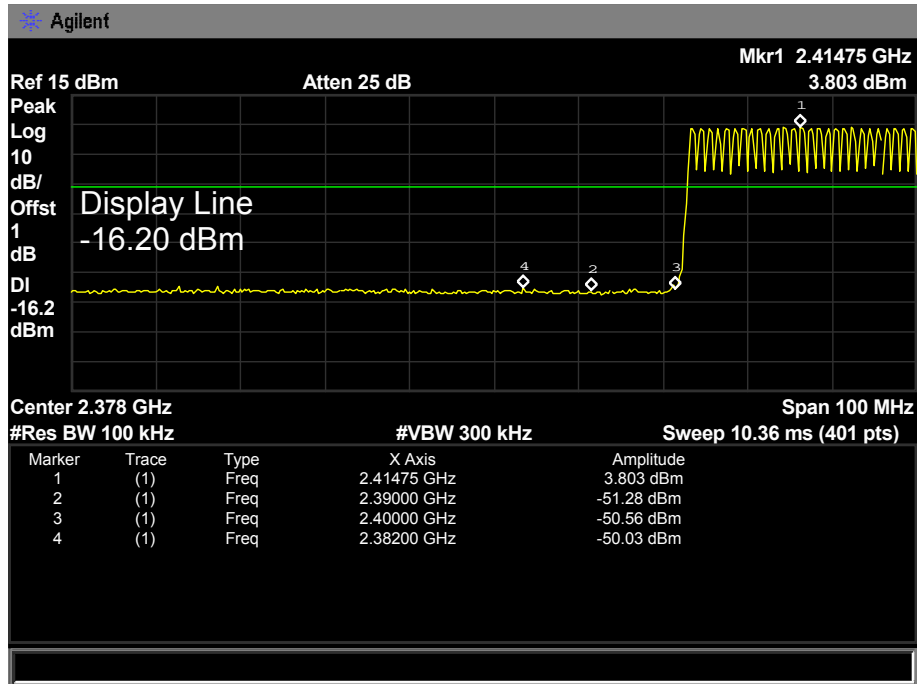 Agilent
Mkr1 2.41475 GHz
Ref 15 dBm Atten 25 dB 3.803 dBm
Peak
Log
10
dB/
Offst
1
dB
DI
-16.2
dBm
1
Display Line
-16.20 dBm
4
2
3
Center 2.378 GHz Span 100 MHz
#Res BW 100 kHz #VBW 300 kHz Sweep 10.36 ms (401 pts)
Marker Trace Type X Axis Amplitude
1 (1) Freq 2.41475 GHz 3.803 dBm
2 (1) Freq 2.39000 GHz -51.28 dBm
3 (1) Freq 2.40000 GHz -50.56 dBm
4 (1) Freq 2.38200 GHz -50.03 dBm